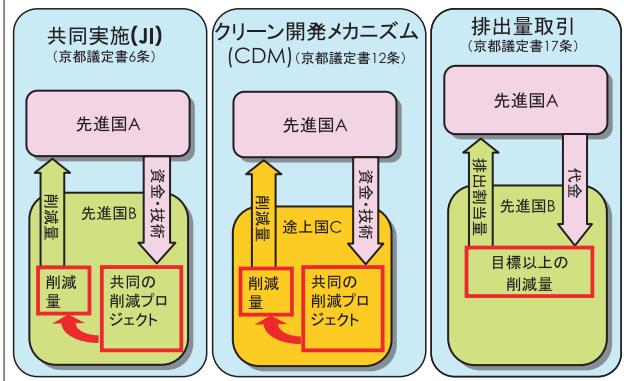 共同実施(JI)
(京都議定書6条)
先進国A
削減量
資金・技術
先進国B
削減
量
共同の
削減プロ
ジェクト
クリーン開発メカニズム
(CDM)(京都議定書12条)
先進国A
削減量
資金・技術
途上国C
削減
量
共同の
削減プロ
ジェクト
排出量取引
(京都議定書17条)
先進国A
排出割当量
代金
先進国B
目標以上の
削減量